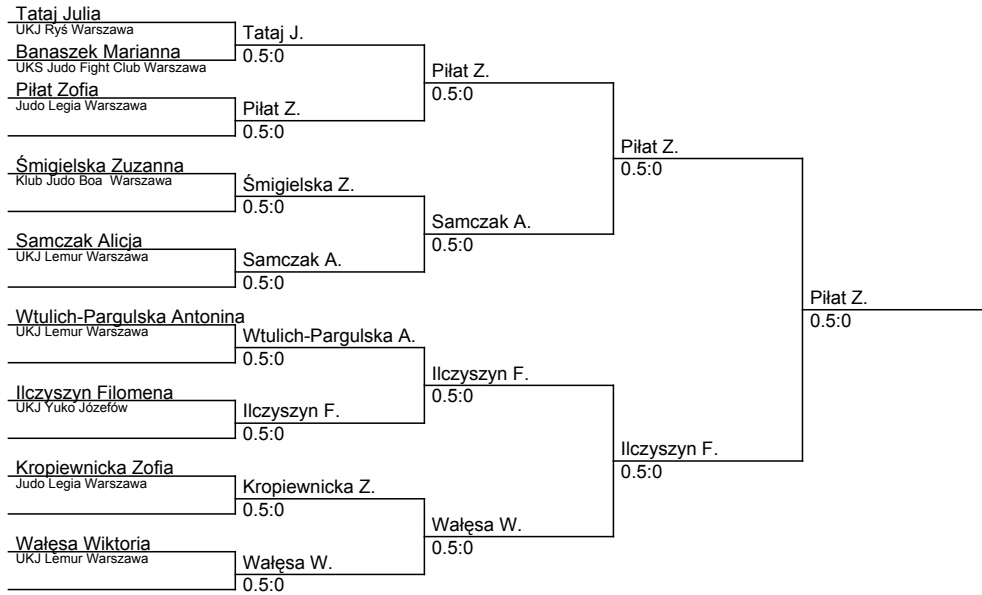 Tataj Julia
UKJ Ryś Warszawa
Banaszek Marianna
UKS Judo Fight Club Warszawa
Piłat Zofia
Judo Legia Warszawa
Śmigielska Zuzanna
Klub Judo Boa  Warszawa
Samczak Alicja
UKJ Lemur Warszawa
Wtulich-Pargulska Antonina
UKJ Lemur Warszawa
Ilczyszyn Filomena
UKJ Yuko Józefów
Kropiewnicka Zofia
Judo Legia Warszawa
Wałęsa Wiktoria
UKJ Lemur Warszawa
Tataj J.
0.5:0
Piłat Z.
0.5:0
Śmigielska Z.
0.5:0
Samczak A.
0.5:0
Wtulich-Pargulska A.
0.5:0
Ilczyszyn F.
0.5:0
Kropiewnicka Z.
0.5:0
Wałęsa W.
0.5:0
Piłat Z.
0.5:0
Samczak A.
0.5:0
Ilczyszyn F.
0.5:0
Wałęsa W.
0.5:0
Piłat Z.
0.5:0
Ilczyszyn F.
0.5:0
Piłat Z.
0.5:0